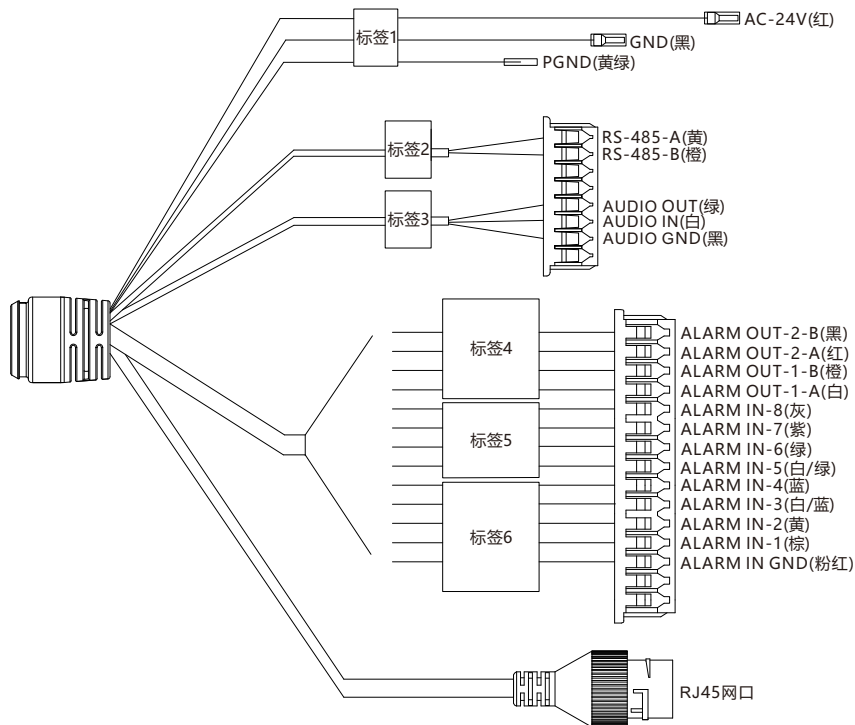 标签1
AC-24V(红)
GND(黑)
PGND(黄绿)
标签2
RS-485-A(黄)
RS-485-B(橙)
标签3
AUDIO OUT(绿)
AUDIO IN(白)
AUDIO GND(黑)
标签4
ALARM OUT-2-B(黑)
ALARM OUT-2-A(红)
ALARM OUT-1-B(橙)
ALARM OUT-1-A(白)
标签5
ALARM IN-8(灰)
ALARM IN-7(紫)
ALARM IN-6(绿)
ALARM IN-5(白/绿)
标签6
ALARM IN-4(蓝)
ALARM IN-3(白/蓝)
ALARM IN-2(黄)
ALARM IN-1(棕)
ALARM IN GND(粉红)
RJ45网口